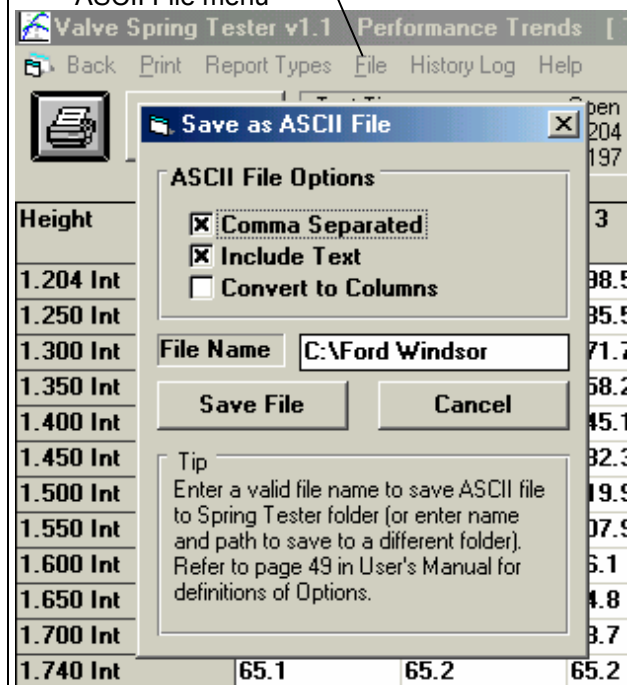 ASCII File menu
Valve Spring Tester v1.1 Performance Trends [
Back Print Report Types File History Log Help
Open
204
197
Save as ASCII File
ASCII File Options
Comma Separated
Include Text
Convert to Columns
File Name C:\Ford Windsor
Save File Cancel
Tip
Enter a valid file name to save ASCII file
to Spring Tester folder (or enter name
and path to save to a different folder).
Refer to page 49 in User's Manual for
definitions of Options.
Height 3
1.204 Int
1.250 Int
1.300 Int
1.350 Int
1.400 Int
1.450 Int
1.500 Int
1.550 Int
1.600 Int
1.650 Int
1.700 Int
1.740 Int 65.1 65.2 65.2